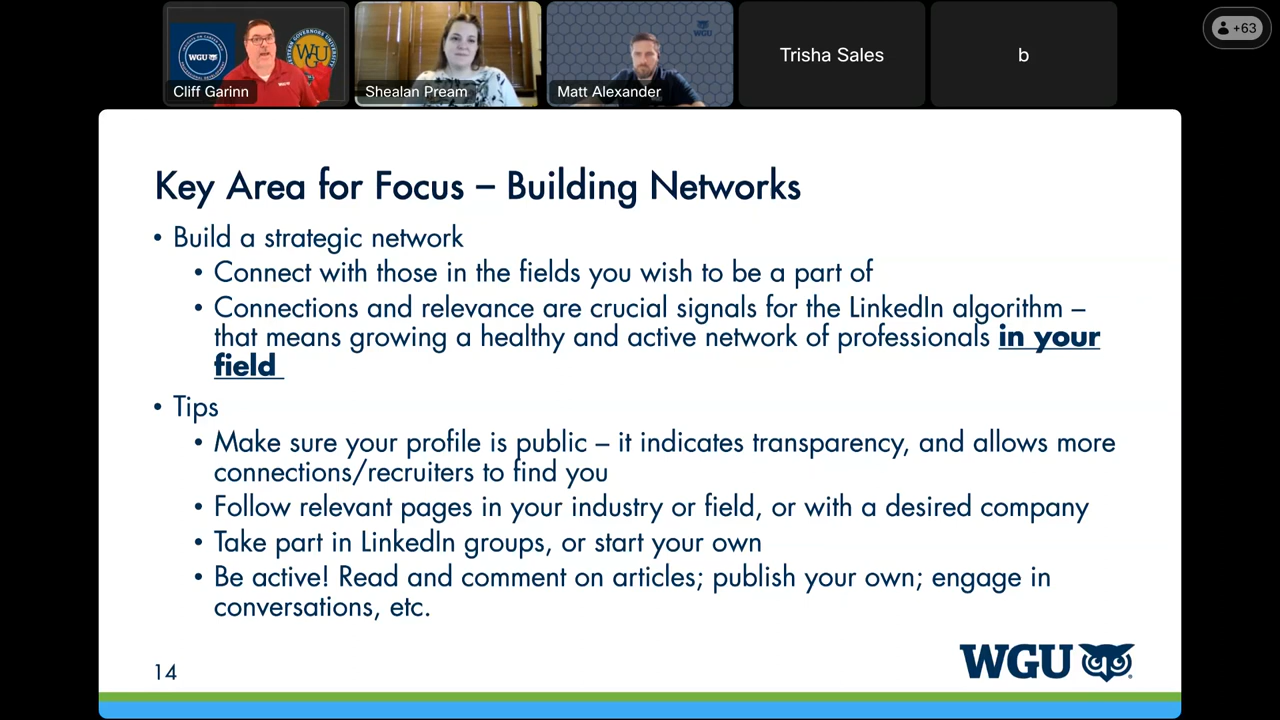 WGU
WGU
WGU
Cliff Garinn
Shealan Pream
Matt Alexander
Trisha Sales
b
+63
Key Area for Focus – Building Networks
• Build a strategic network
• Connect with those in the fields you wish to be a part of
• Connections and relevance are crucial signals for the LinkedIn algorithm –
that means growing a healthy and active network of professionals in your
field
• Tips
• Make sure your profile is public – it indicates transparency, and allows more
connections/recruiters to find you
• Follow relevant pages in your industry or field, or with a desired company
• Take part in LinkedIn groups, or start your own
• Be active! Read and comment on articles; publish your own; engage in
conversations, etc.
14
WGU